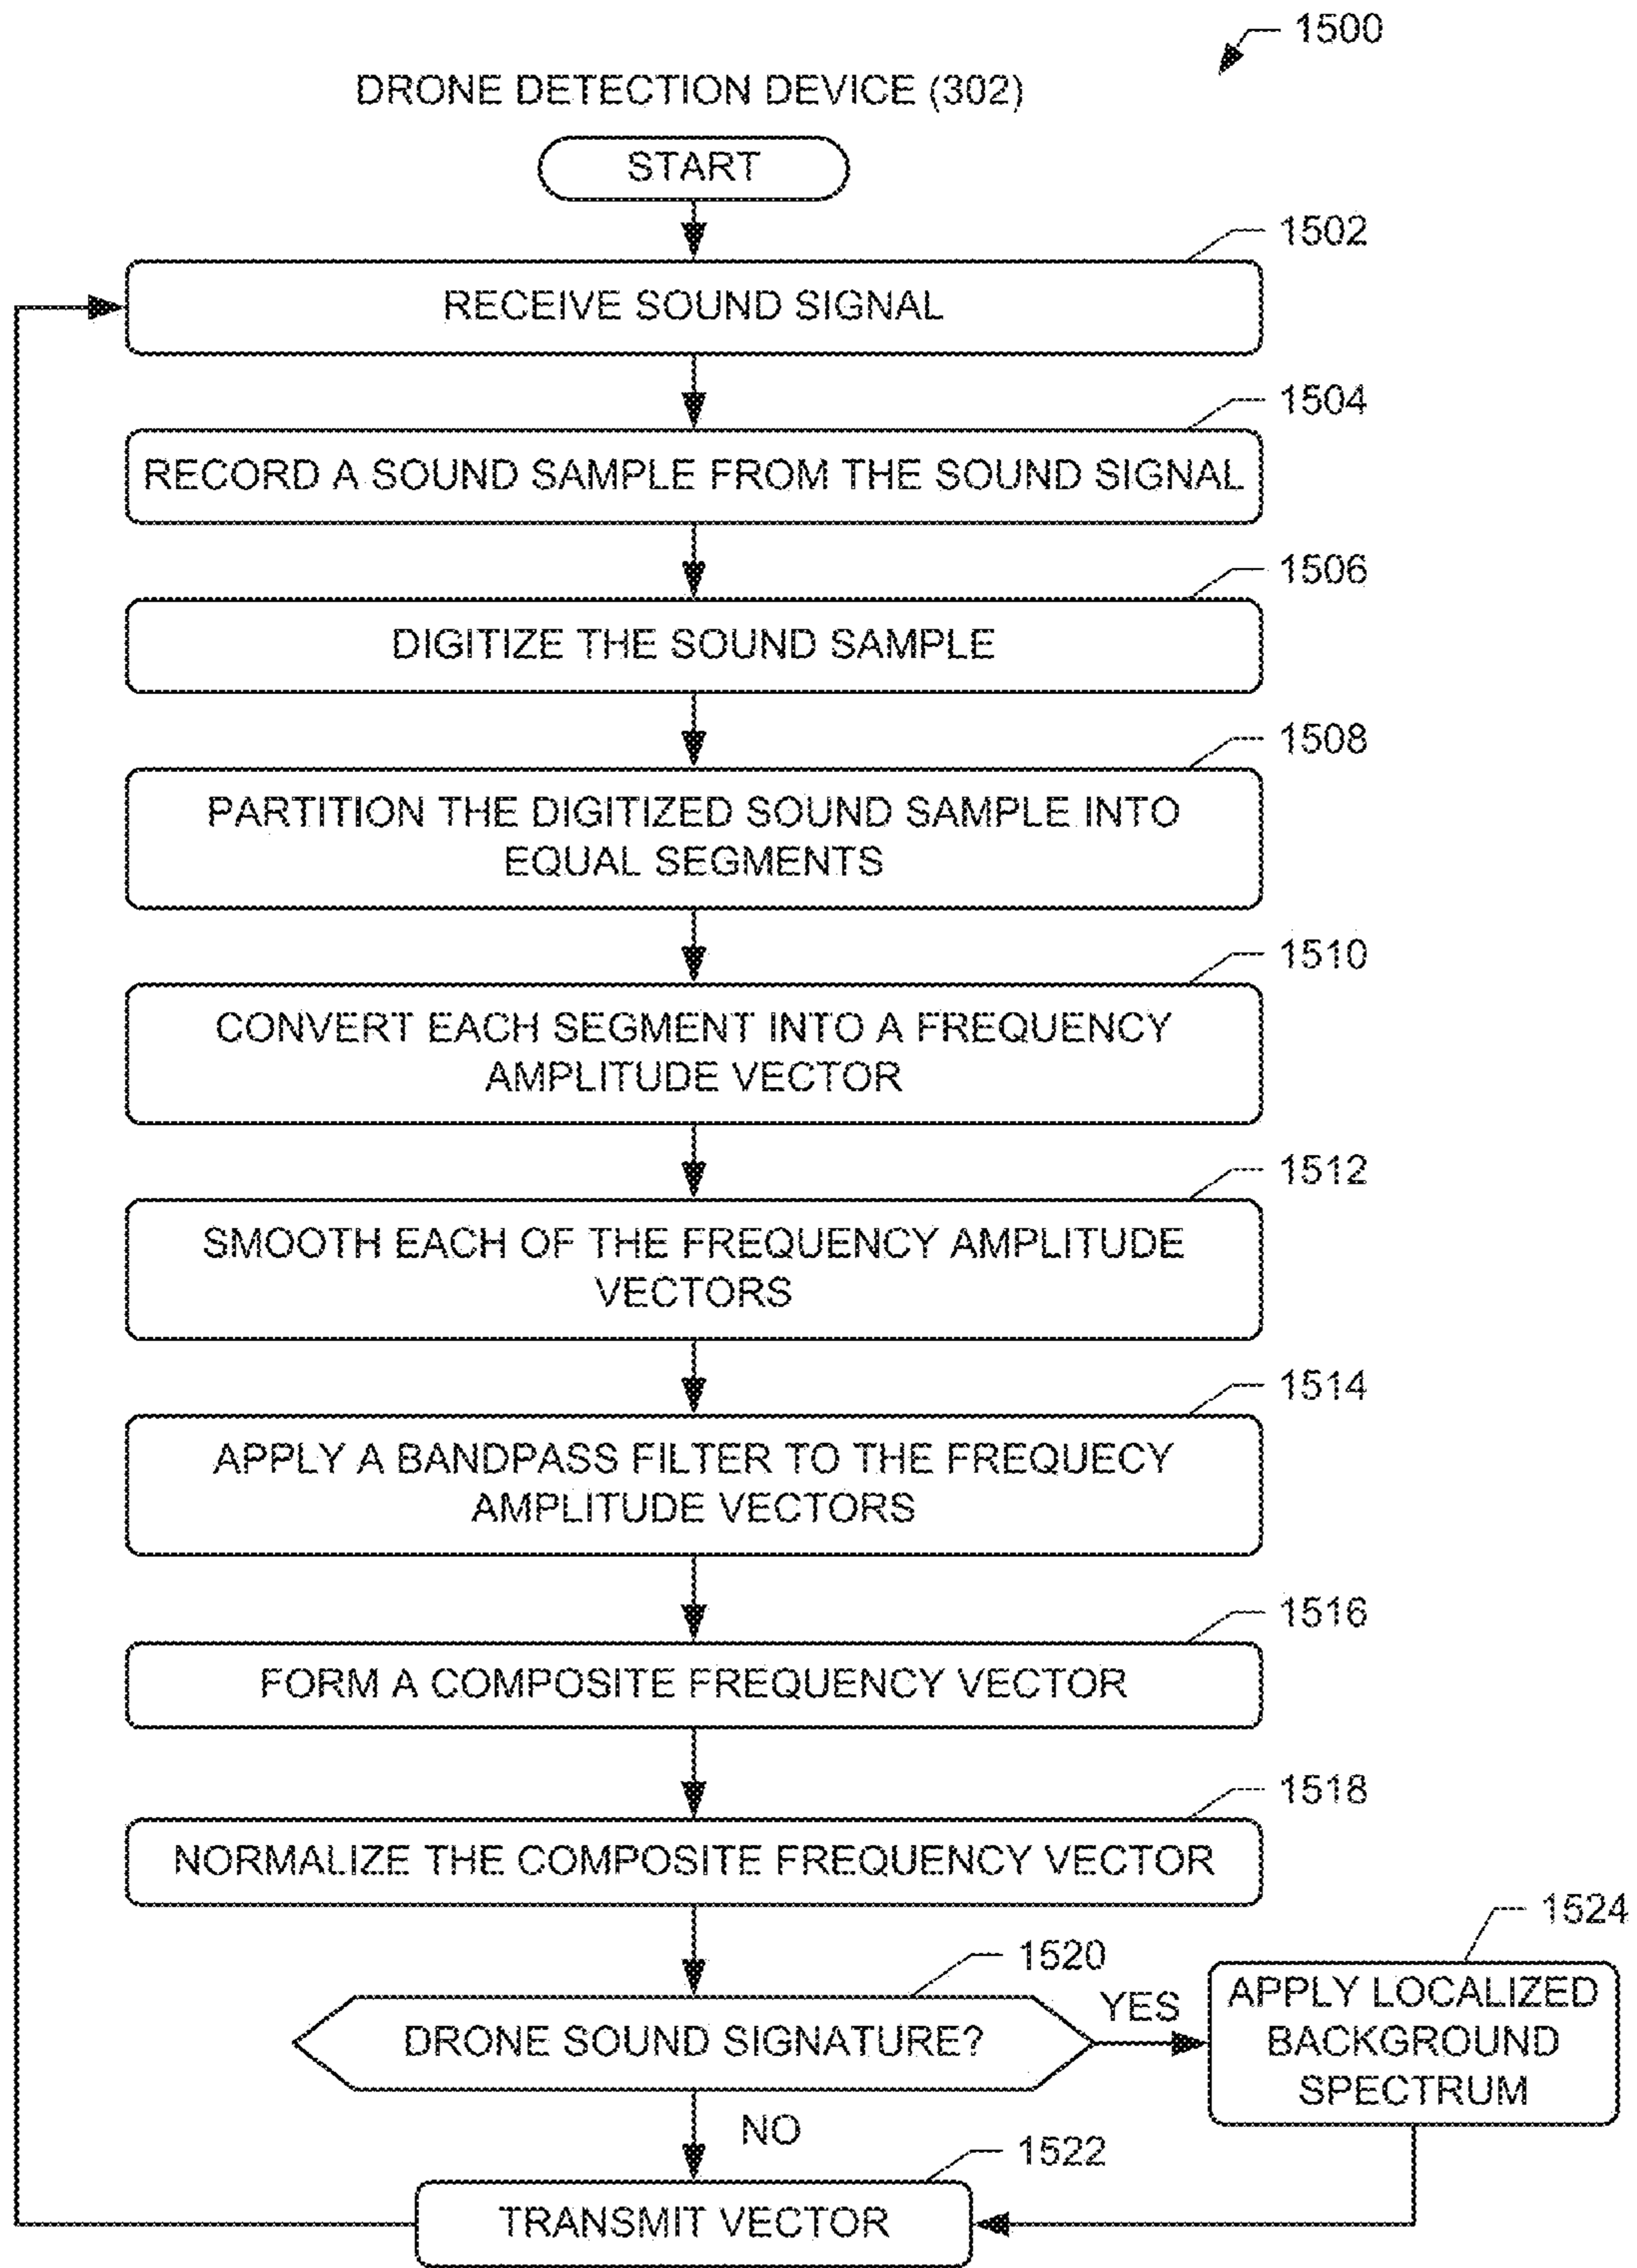 1500
DRONE DETECTION DEVICE (302)
START
1502
RECEIVE SOUND SIGNAL
1504
RECORD A SOUND SAMPLE FROM THE SOUND SIGNAL
1506
DIGITIZE THE SOUND SAMPLE
1508
PARTITION THE DIGITIZED SOUND SAMPLE INTO
EQUAL SEGMENTS
1510
CONVERT EACH SEGMENT INTO A FREQUENCY
AMPLITUDE VECTOR
1512
SMOOTH EACH OF THE FREQUENCY AMPLITUDE
VECTORS
1514
APPLY A BANDPASS FILTER TO THE FREQUECY
AMPLITUDE VECTORS
1516
FORM A COMPOSITE FREQUENCY VECTOR
1518
NORMALIZE THE COMPOSITE FREQUENCY VECTOR
1520
DRONE SOUND SIGNATURE?
YES
1524
APPLY LOCALIZED
BACKGROUND
SPECTRUM
NO
1522
TRANSMIT VECTOR